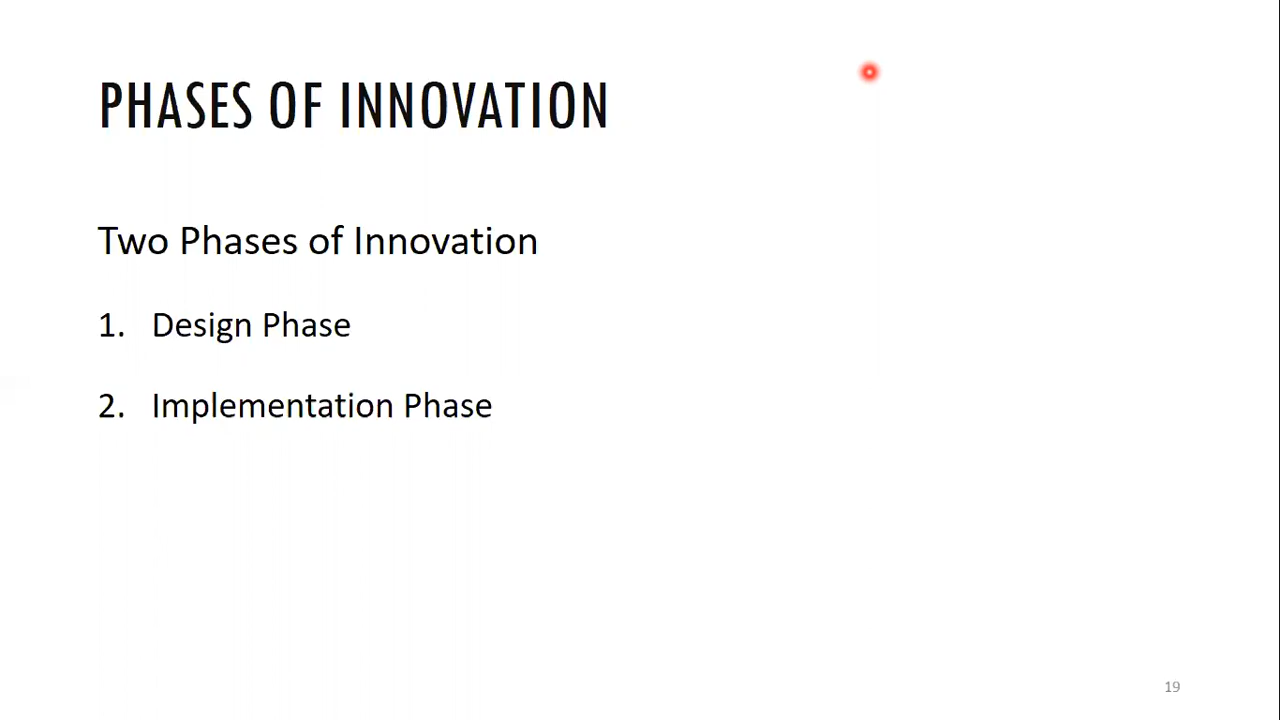 PHASES OF INNOVATION
Two Phases of Innovation
1. Design Phase
2. Implementation Phase
19